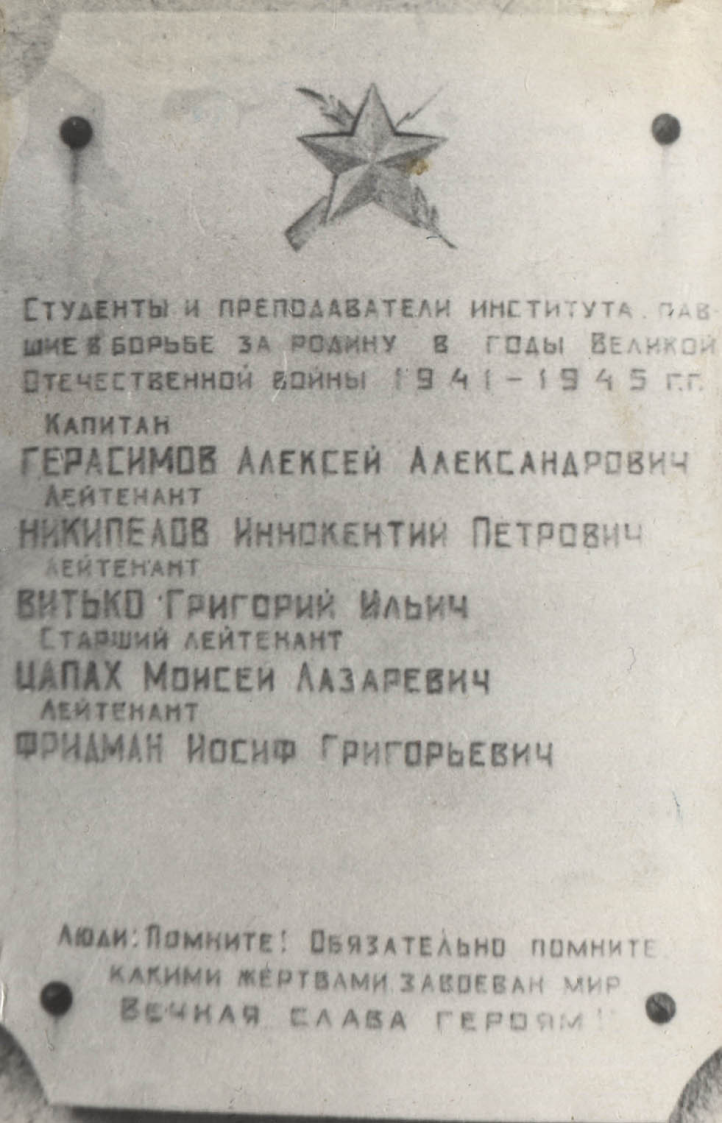 Студенты и преподаватели института, пав-
шие в борьбе за родину в годы Великой
Отечественной войны 1941-1945 г.г.
Капитан
ГЕРАСИМОВ Алексей Александрович
Лейтенант
НИКИПЕЛОВ Иннокентий Петрович
Лейтенант
ВИТЬКО Григорий Ильич
Старший лейтенант
ЦАПАХ Моисей Лазаревич
Лейтенант
ФРИДМАН Иосиф Григорьевич
Люди! Помните! Обязательно помните
какими жертвами завоеван мир.
Вечная слава героям!